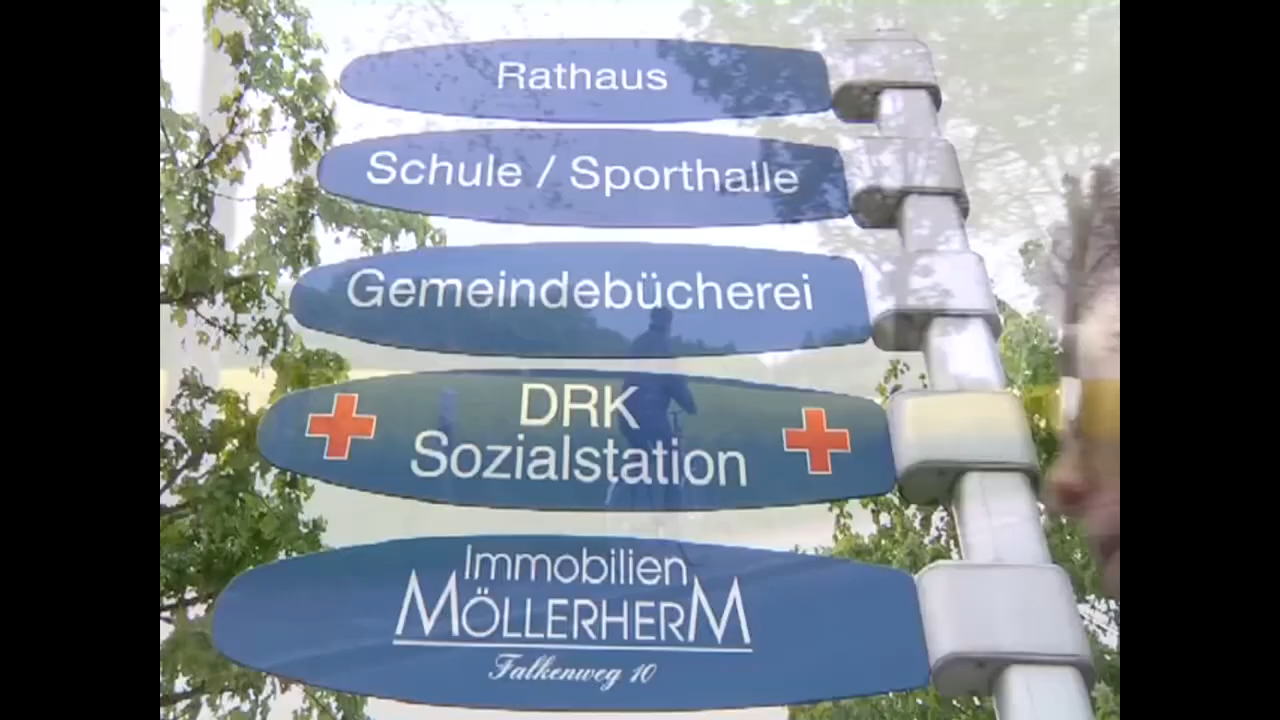 Rathaus
Schule / Sporthalle
Gemeindebücherei
DRK
Sozialstation
Immobilien
MÖLLERHERM
Falkenweg 10